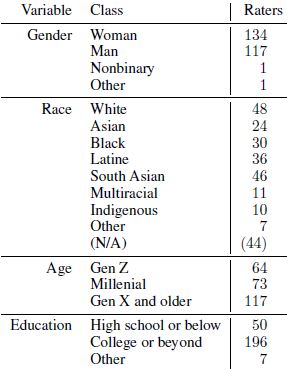 Variable Class Raters
Gender Woman 134
Man 117
Nonbinary 1
Other 1
Race White 48
Asian 24
Black 30
Latine 36
South Asian 46
Multiracial 11
Indigenous 10
Other 7
(N/A) (44)
Age Gen Z 64
Millenial 73
Gen X and older 117
Education High school or below 50
College or beyond 196
Other 7